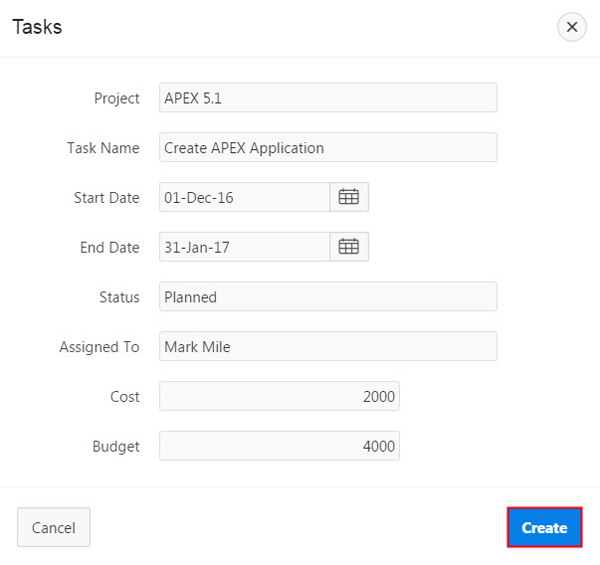 Tasks
Project APEX 5.1
Task Name Create APEX Application
Start Date 01-Dec-16
End Date 31-Jan-17
Status Planned
Assigned To Mark Mile
Cost 2000
Budget 4000
Cancel Create